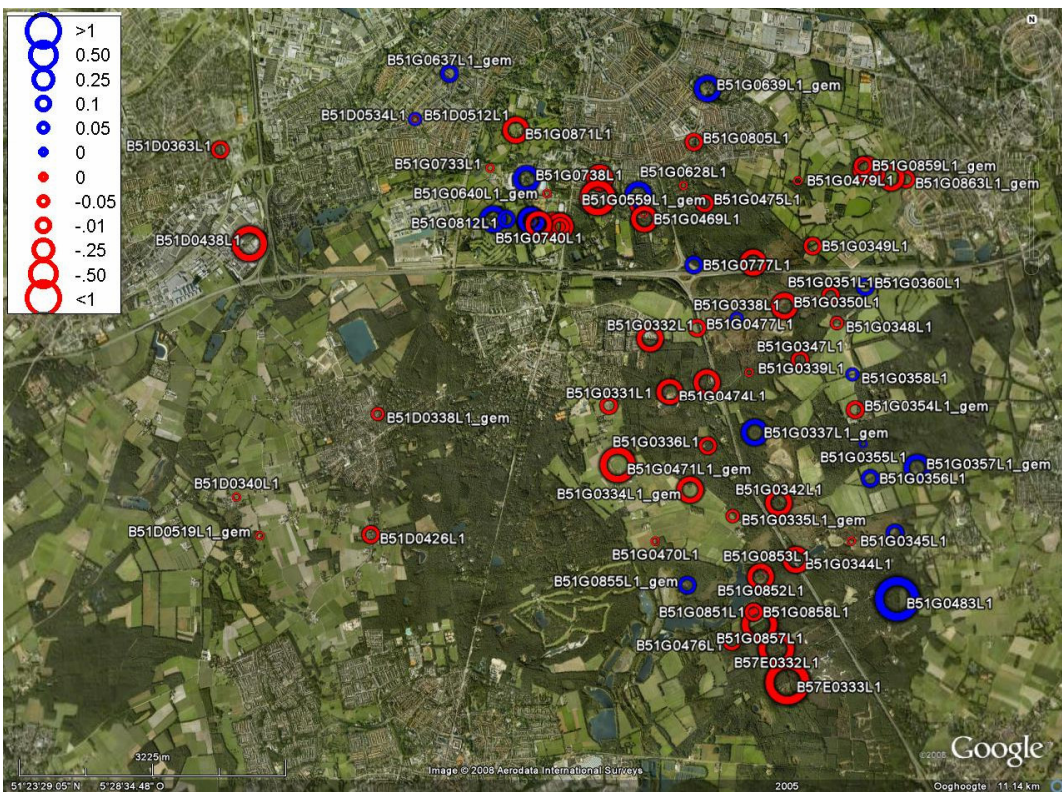 >1
0.50
0.25
0.1
0.05
0
0
-0.05
-.01
-.25
-.50
<1
N
B51G0637L1_gem
B51G0639L1_gem
B51D0534L1
B51D0512L1
B51G0871L1
B51G0805L1
B51D0363L1
B51G0733L1
B51G0738L1
B51G0628L1
B51G0479L1
B51G0859L1_gem
B51G0863L1_gem
B51G0640L1_gem
B51G0559L1_gem
B51G0475L1
B51G0812L1
B51G0469L1
B51G0740L1
B51D0438L1
B51G0349L1
B51G0777L1
B51G0351L1
B51G0360L1
B51G0338L1
B51G0350L1
B51G0332L1
B51G0477L1
B51G0348L1
B51G0347L1
B51G0339L1
B51G0358L1
B51G0331L1
B51G0474L1
B51G0354L1_gem
B51D0338L1_gem
B51G0337L1_gem
B51G0336L1
B51G0355L1
B51G0471L1_gem
B51G0357L1_gem
B51G0356L1
B51D0340L1
B51G0334L1_gem
B51G0342L1
B51G0335L1_gem
B51D0519L1_gem
B51D0426L1
B51G0470L1
B51G0345L1
B51G0853L1
B51G0344L1
B51G0855L1_gem
B51G0852L1
B51G0483L1
B51G0851L1
B51G0858L1
B51G0476L1
B51G0857L1
B57E0332L1
B57E0333L1
3225 m
©2008 Google
Image © 2008 Aerodata International Surveys
51°23'29.05" N 5°28'34.48" O
2005
Ooghoogte 11.14 km